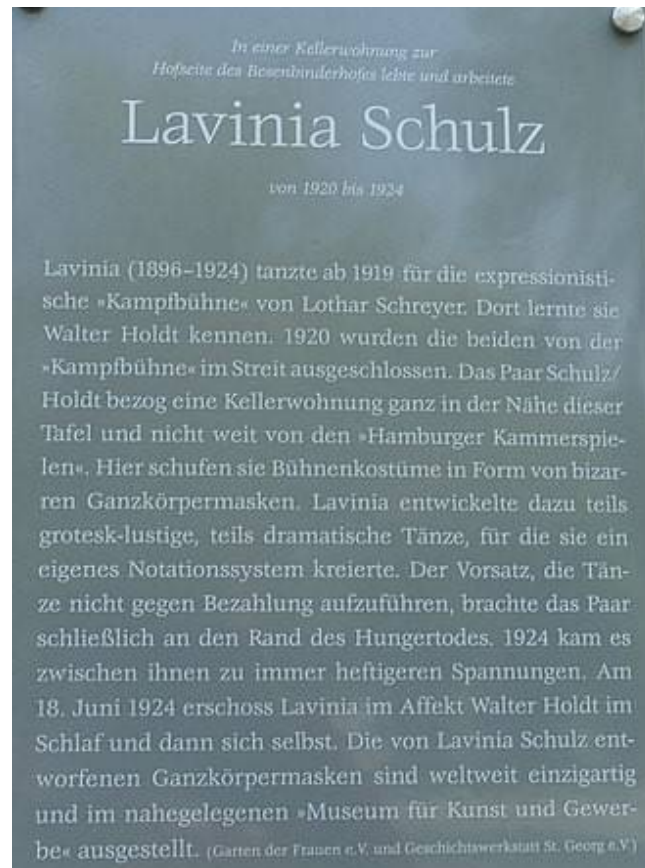 In einer Kellerwohnung zur
Hofseite des Besenbinderhofes lebte und arbeitete
Lavinia Schulz
von 1920 bis 1924
Lavinia (1896–1924) tanzte ab 1919 für die expressionisti-
sche »Kampfbühne« von Lothar Schreyer. Dort lernte sie
Walter Holdt kennen. 1920 wurden die beiden von der
»Kampfbühne« im Streit ausgeschlossen. Das Paar Schulz/
Holdt bezog eine Kellerwohnung ganz in der Nähe dieser
Tafel und nicht weit von den »Hamburger Kammerspie-
len«. Hier schufen sie Bühnenkostüme in Form von bizar-
ren Ganzkörpermasken. Lavinia entwickelte dazu teils
grotesk-lustige, teils dramatische Tänze, für die sie ein
eigenes Notationssystem kreierte. Der Vorsatz, die Tän-
ze nicht gegen Bezahlung aufzuführen, brachte das Paar
schließlich an den Rand des Hungertodes. 1924 kam es
zwischen ihnen zu immer heftigeren Spannungen. Am
18. Juni 1924 erschoss Lavinia im Affekt Walter Holdt im
Schlaf und dann sich selbst. Die von Lavinia Schulz ent-
worfenen Ganzkörpermasken sind weltweit einzigartig
und im nahegelegenen »Museum für Kunst und Gewer-
be« ausgestellt. (Garten der Frauen e.V. und Geschichtswerkstatt St. Georg e.V.)